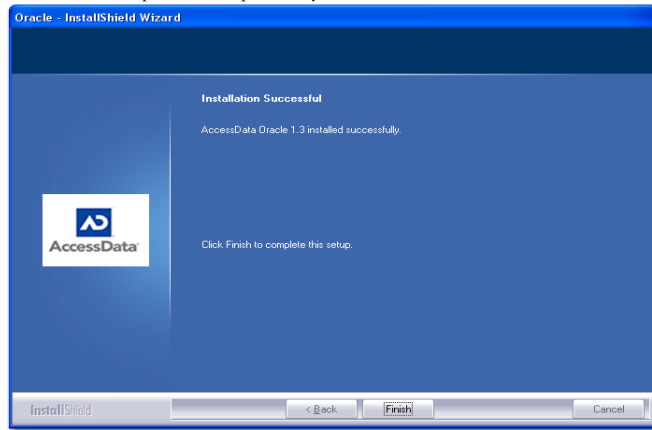 Oracle - InstallShield Wizard
Installation Successful
AccessData Oracle 1.3 installed successfully.
AccessData
Click Finish to complete this setup.
InstallShield
< Back
Finish
Cancel